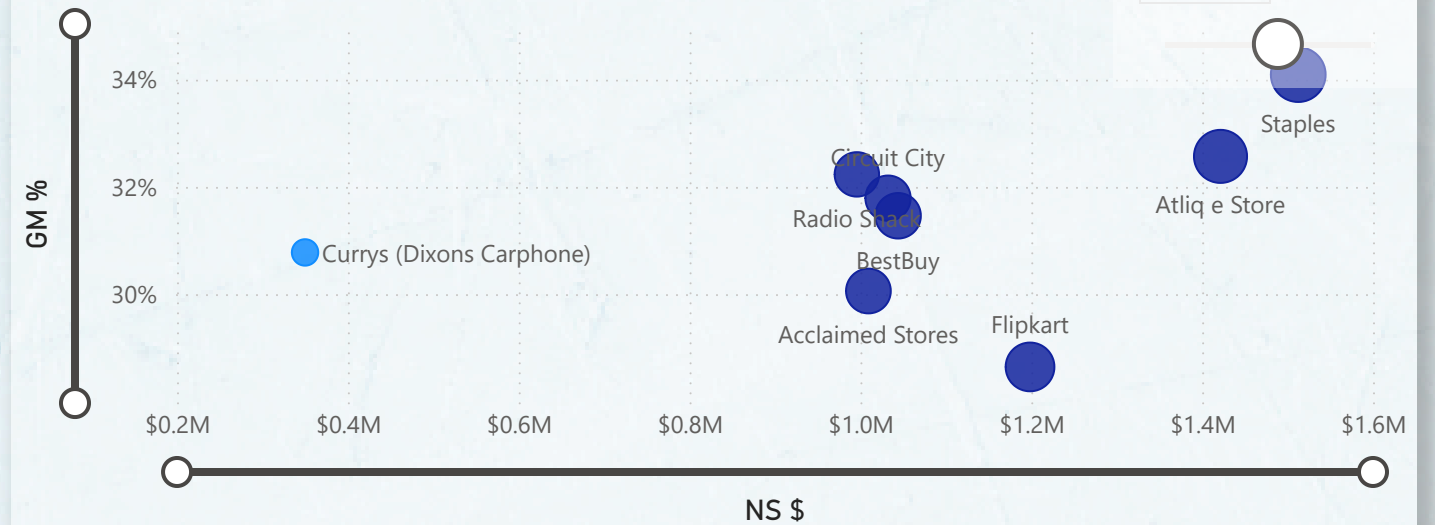 34%
Staples
Circuit City
32%
Atliq e Store
Radio Shack
GM %
Currys (Dixons Carphone)
BestBuy
30%
Flipkart
Acclaimed Stores
$0.2M $0.4M $0.6M $0.8M $1.0M $1.2M $1.4M $1.6M
NS $